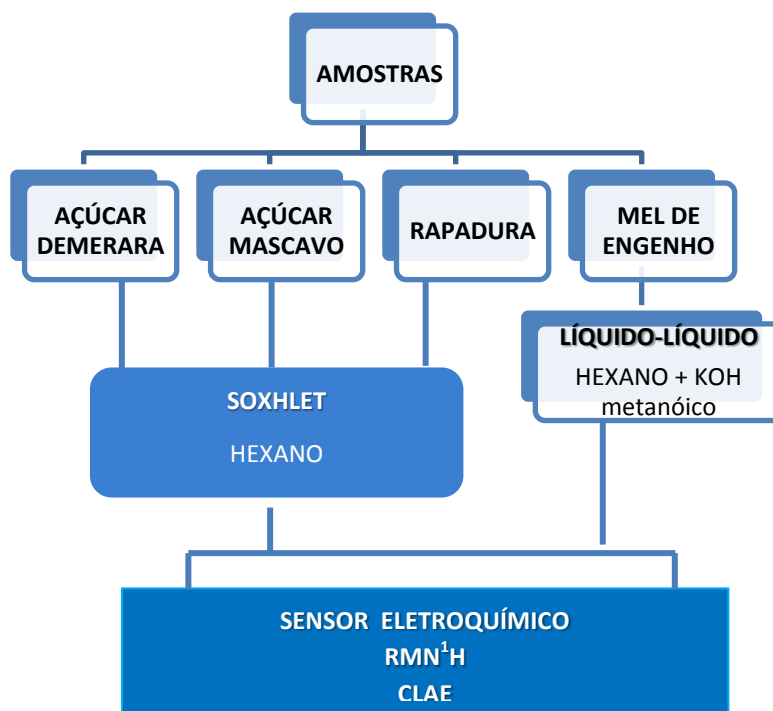 AMOSTRAS
AÇÚCAR
DEMERARA
AÇÚCAR
MASCAVO
RAPADURA
MEL DE
ENGENHO
LÍQUIDO-LÍQUIDO
HEXANO + KOH
metanóico
SOXHLET
HEXANO
SENSOR ELETROQUÍMICO
RMN¹H
CLAE